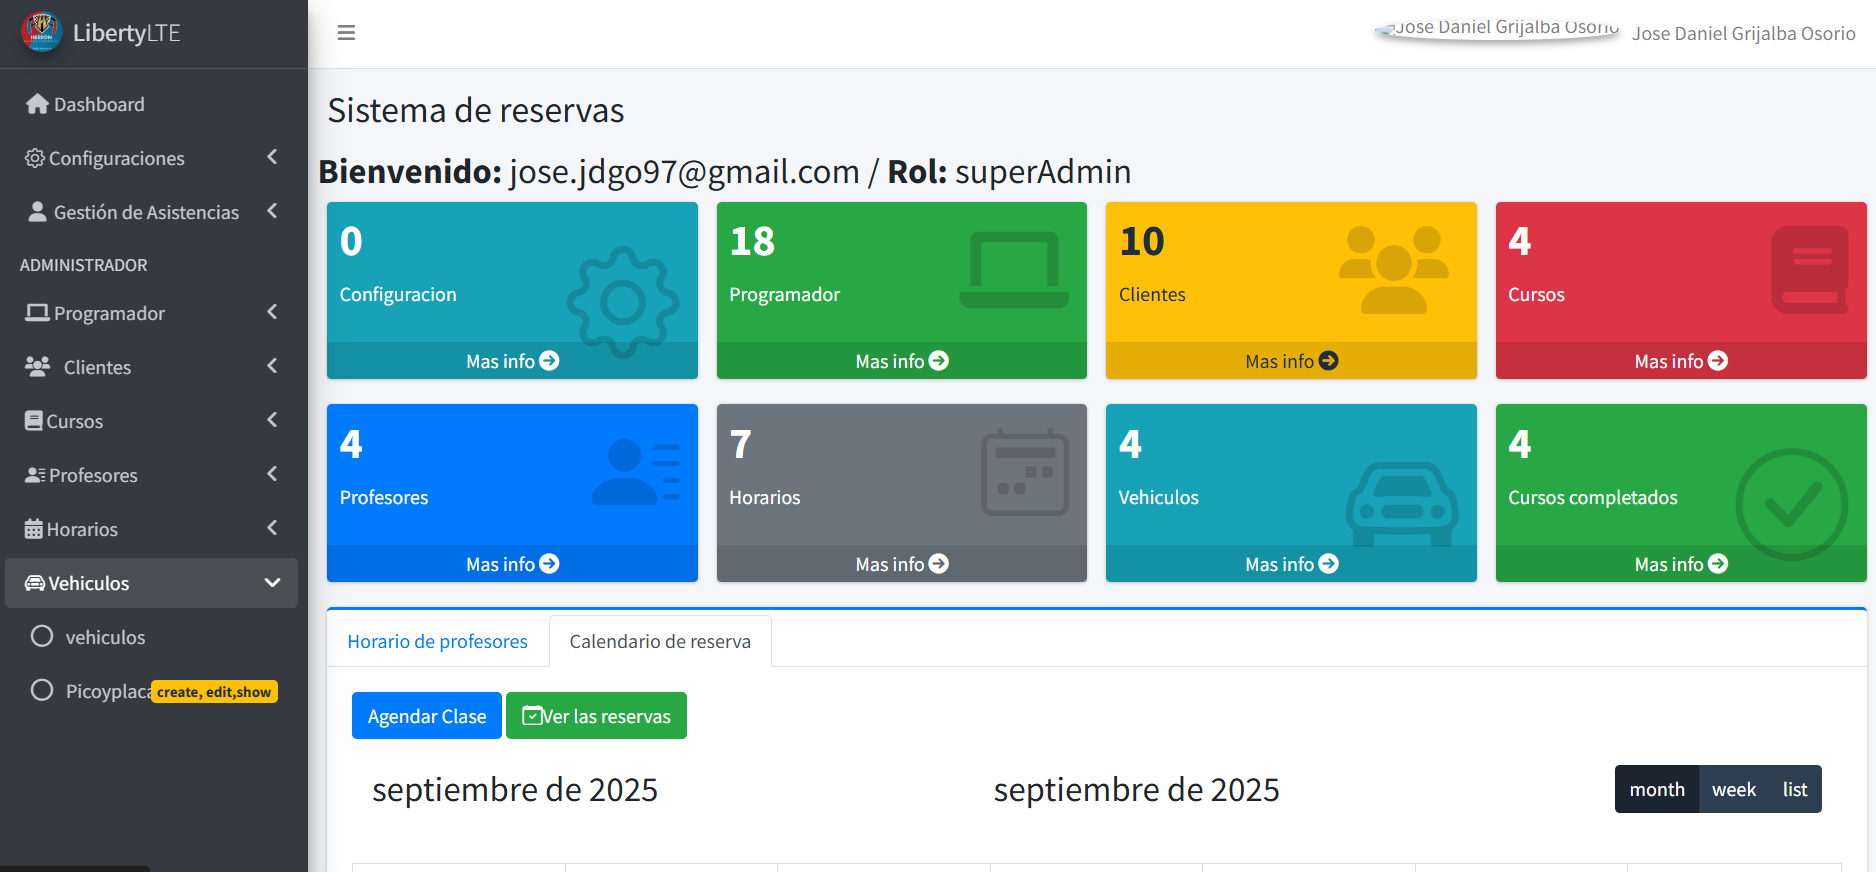 LibertyLTE
Jose Daniel Grijalba Osorio
Jose Daniel Grijalba Osorio
Dashboard
Configuraciones
Gestión de Asistencias
ADMINISTRADOR
Programador
Clientes
Cursos
Profesores
Horarios
Vehiculos
vehiculos
Picoyplaca
create, edit,show
Sistema de reservas
Bienvenido: jose.jdgo97@gmail.com / Rol: superAdmin
0
Configuracion
Mas info
18
Programador
Mas info
10
Clientes
Mas info
4
Cursos
Mas info
4
Profesores
Mas info
7
Horarios
Mas info
4
Vehiculos
Mas info
4
Cursos completados
Mas info
Horario de profesores
Calendario de reserva
Agendar Clase
Ver las reservas
septiembre de 2025
septiembre de 2025
month
week
list